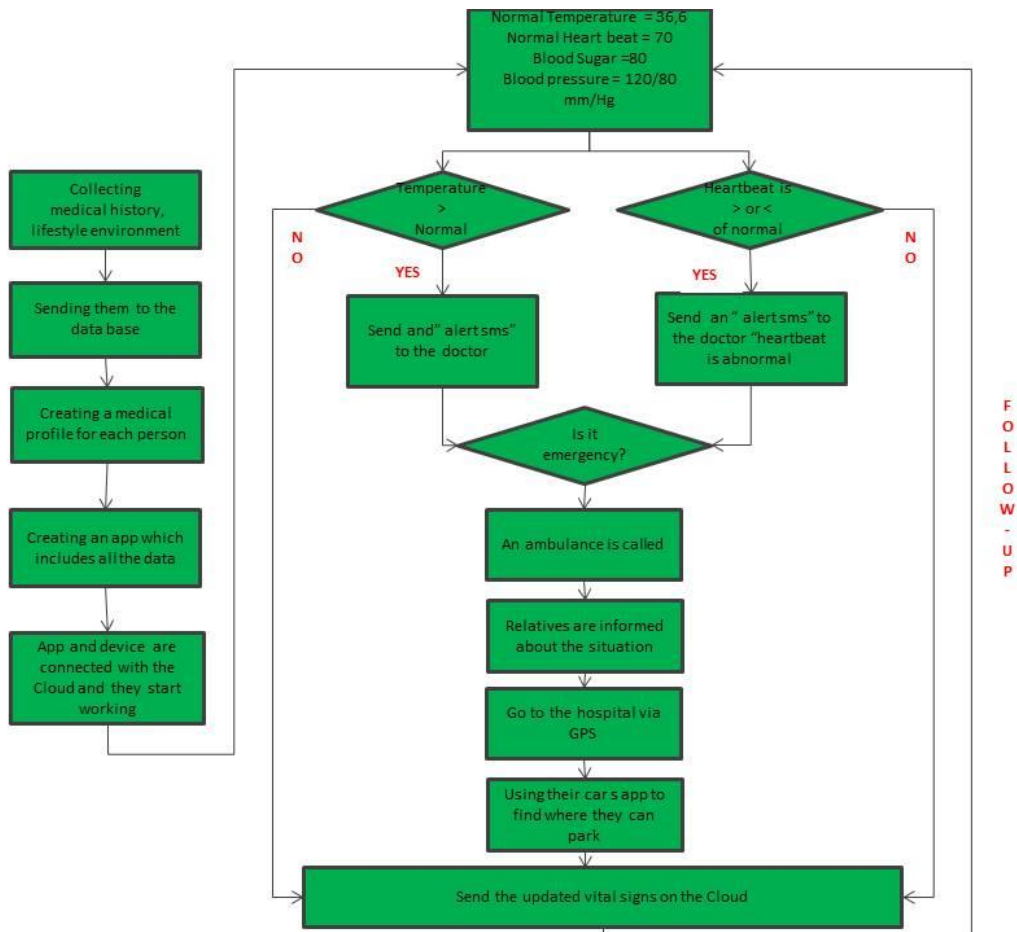 Normal Temperature = 36,6
Normal Heart beat = 70
Blood Sugar =80
Blood pressure = 120/80
mm/Hg
Collecting
medical history,
lifestyle environment
Sending them to the
data base
Creating a medical
profile for each person
Creating an app which
includes all the data
App and device are
connected with the
Cloud and they start
working
Temperature
>
Normal
Heartbeat is
> or <
of normal
N
O
YES
YES
N
O
Send and" alert sms"
to the doctor
Send an " alert sms" to
the doctor "heartbeat
is abnormal
Is it
emergency?
An ambulance is called
Relatives are informed
about the situation
Go to the hospital via
GPS
Using their car s app to
find where they can
park
Send the updated vital signs on the Cloud
F
O
L
L
O
W
-
U
P